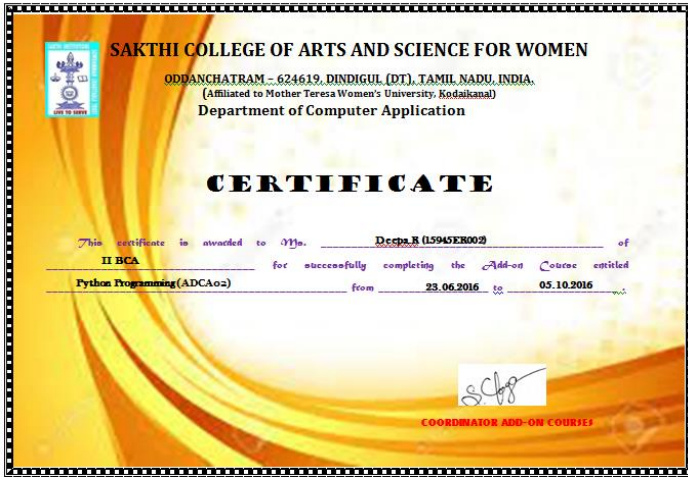 SAKTHI COLLEGE OF ARTS AND SCIENCE FOR WOMEN
ODDANCHATRAM – 624619, DINDIGUL (DT), TAMIL NADU, INDIA.
(Affiliated to Mother Teresa Women's University, Kodaikanal)
Department of Computer Application
LIVE TO SERVE
CERTIFICATE
This certificate is awarded to Ms. Deepa.R (15945ER002) of
II BCA for successfully completing the Add-on Course entitled
Python Programming (ADCA02) from 23.06.2016 to 05.10.2016 .
COORDINATOR ADD-ON COURSES